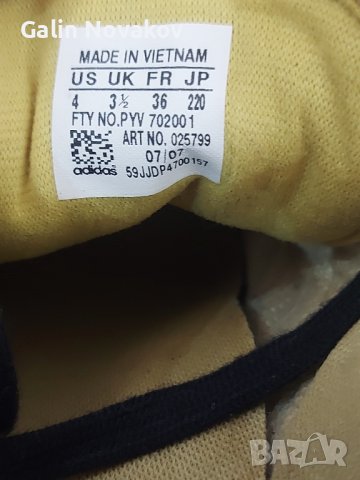 Galin Novakov
MADE IN VIETNAM
US UK FR JP
4 3½ 36 220
FTY NO.PYV 702001
ART NO. 025799
07/07
adidas 59JJDP4700157
BAZAR